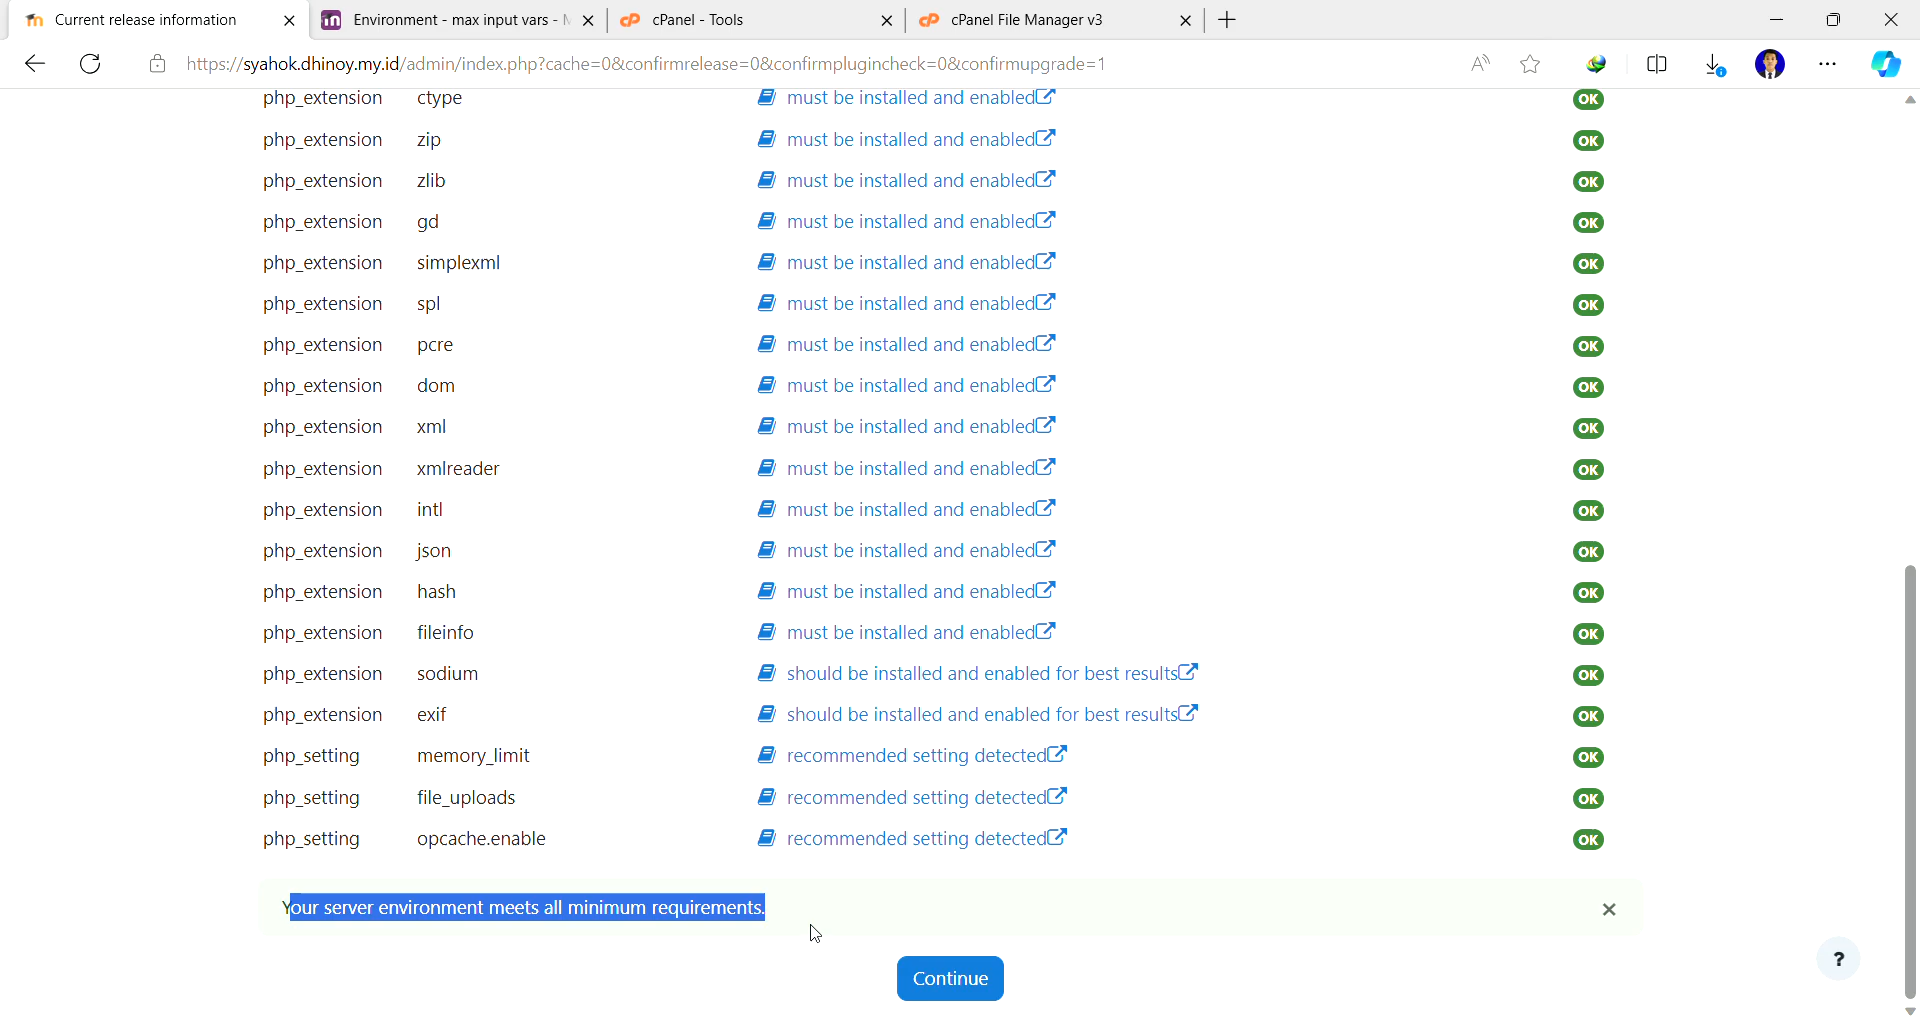 Current release information
Environment - max input vars -
cPanel - Tools
cPanel File Manager v3
https://syahok.dhinoy.my.id/admin/index.php?cache=0&confirmrelease=0&confirmplugincheck=0&confirmupgrade=1
php_extension ctype must be installed and enabled OK
php_extension zip must be installed and enabled OK
php_extension zlib must be installed and enabled OK
php_extension gd must be installed and enabled OK
php_extension simplexml must be installed and enabled OK
php_extension spl must be installed and enabled OK
php_extension pcre must be installed and enabled OK
php_extension dom must be installed and enabled OK
php_extension xml must be installed and enabled OK
php_extension xmlreader must be installed and enabled OK
php_extension intl must be installed and enabled OK
php_extension json must be installed and enabled OK
php_extension hash must be installed and enabled OK
php_extension fileinfo must be installed and enabled OK
php_extension sodium should be installed and enabled for best results OK
php_extension exif should be installed and enabled for best results OK
php_setting memory_limit recommended setting detected OK
php_setting file_uploads recommended setting detected OK
php_setting opcache.enable recommended setting detected OK
Your server environment meets all minimum requirements.
?
Continue